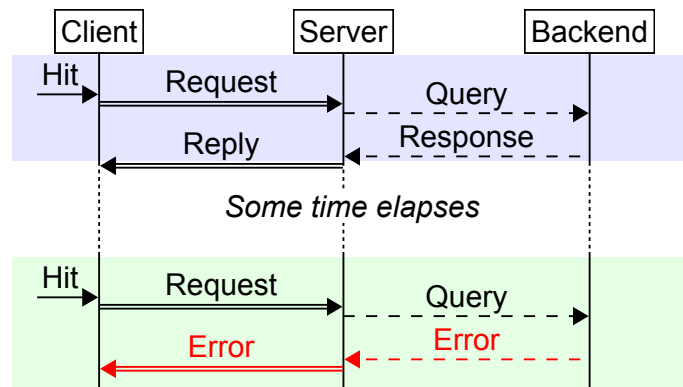 Client Server Backend
Hit
Request
Query
Response
Reply
Some time elapses
Hit
Request
Query
Error
Error